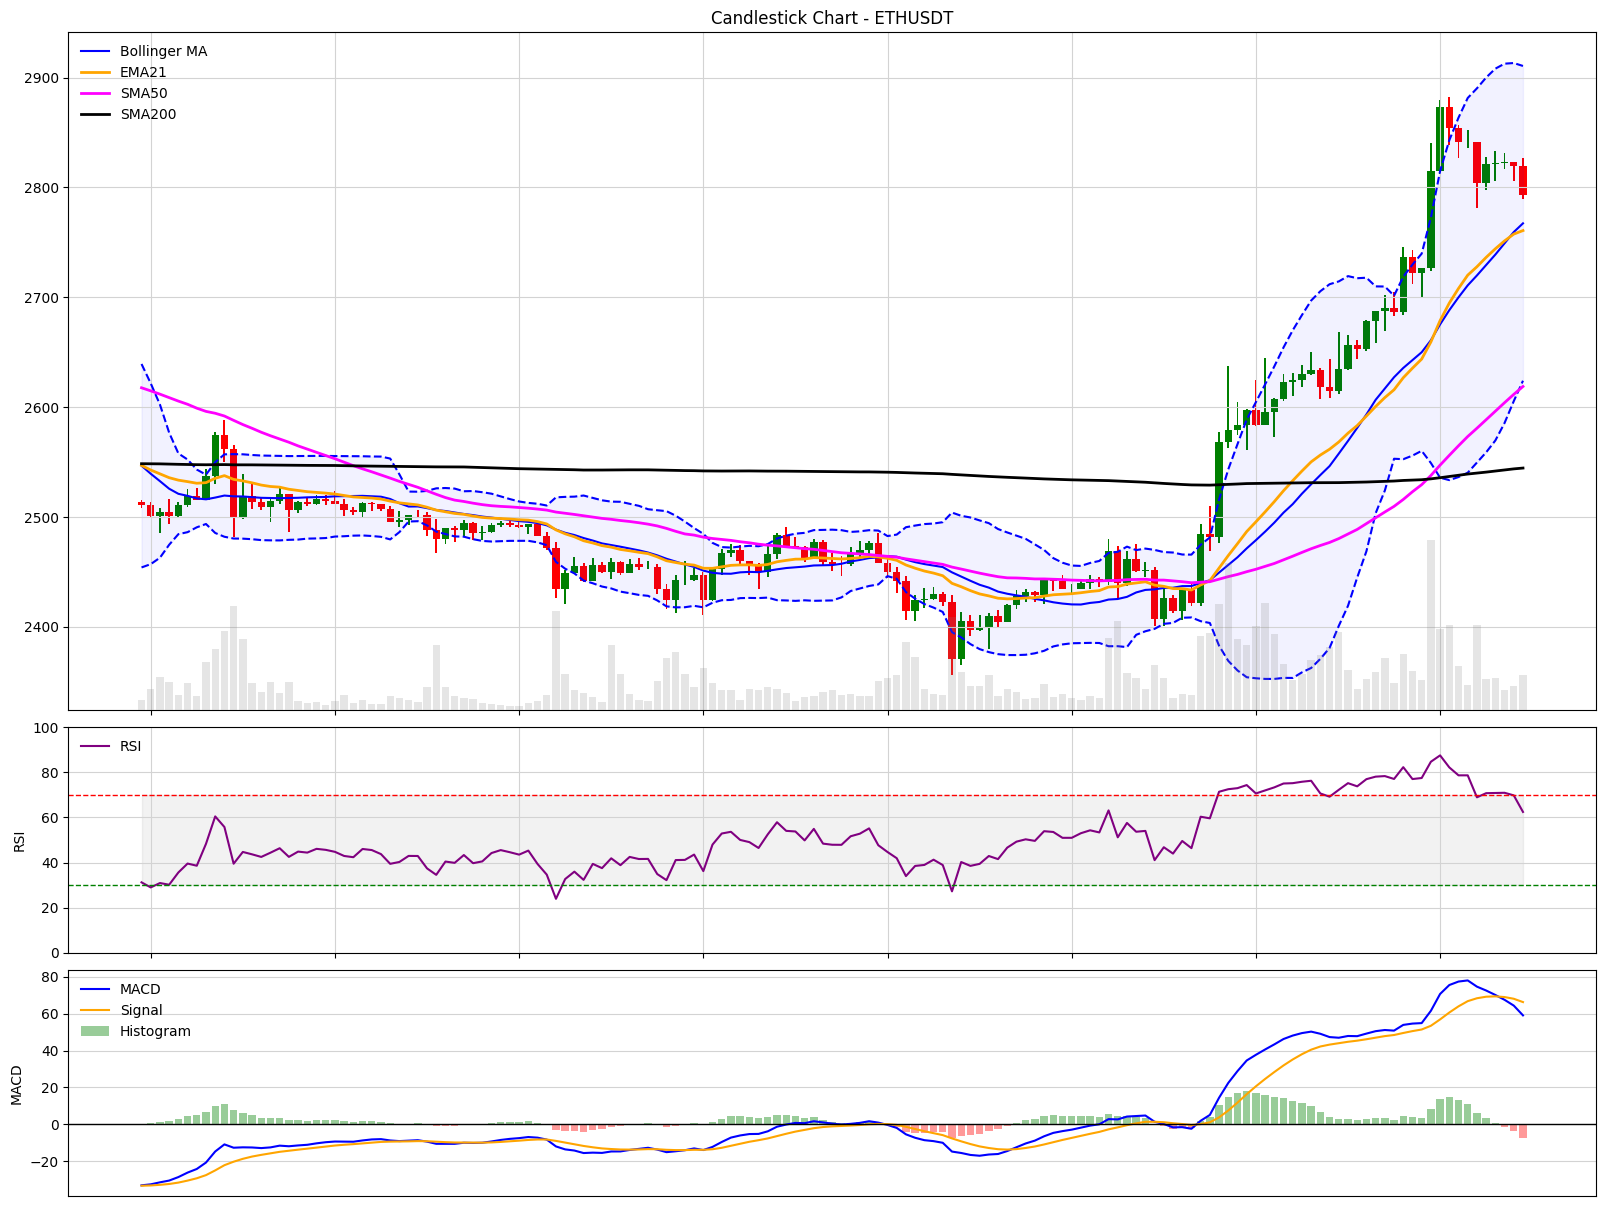 Candlestick Chart - ETHUSDT
Bollinger MA
EMA21
SMA50
SMA200
2900
2800
2700
2600
2500
2400
RSI
100
80
60
40
20
0
RSI
MACD
Signal
Histogram
80
60
40
20
0
−20
MACD